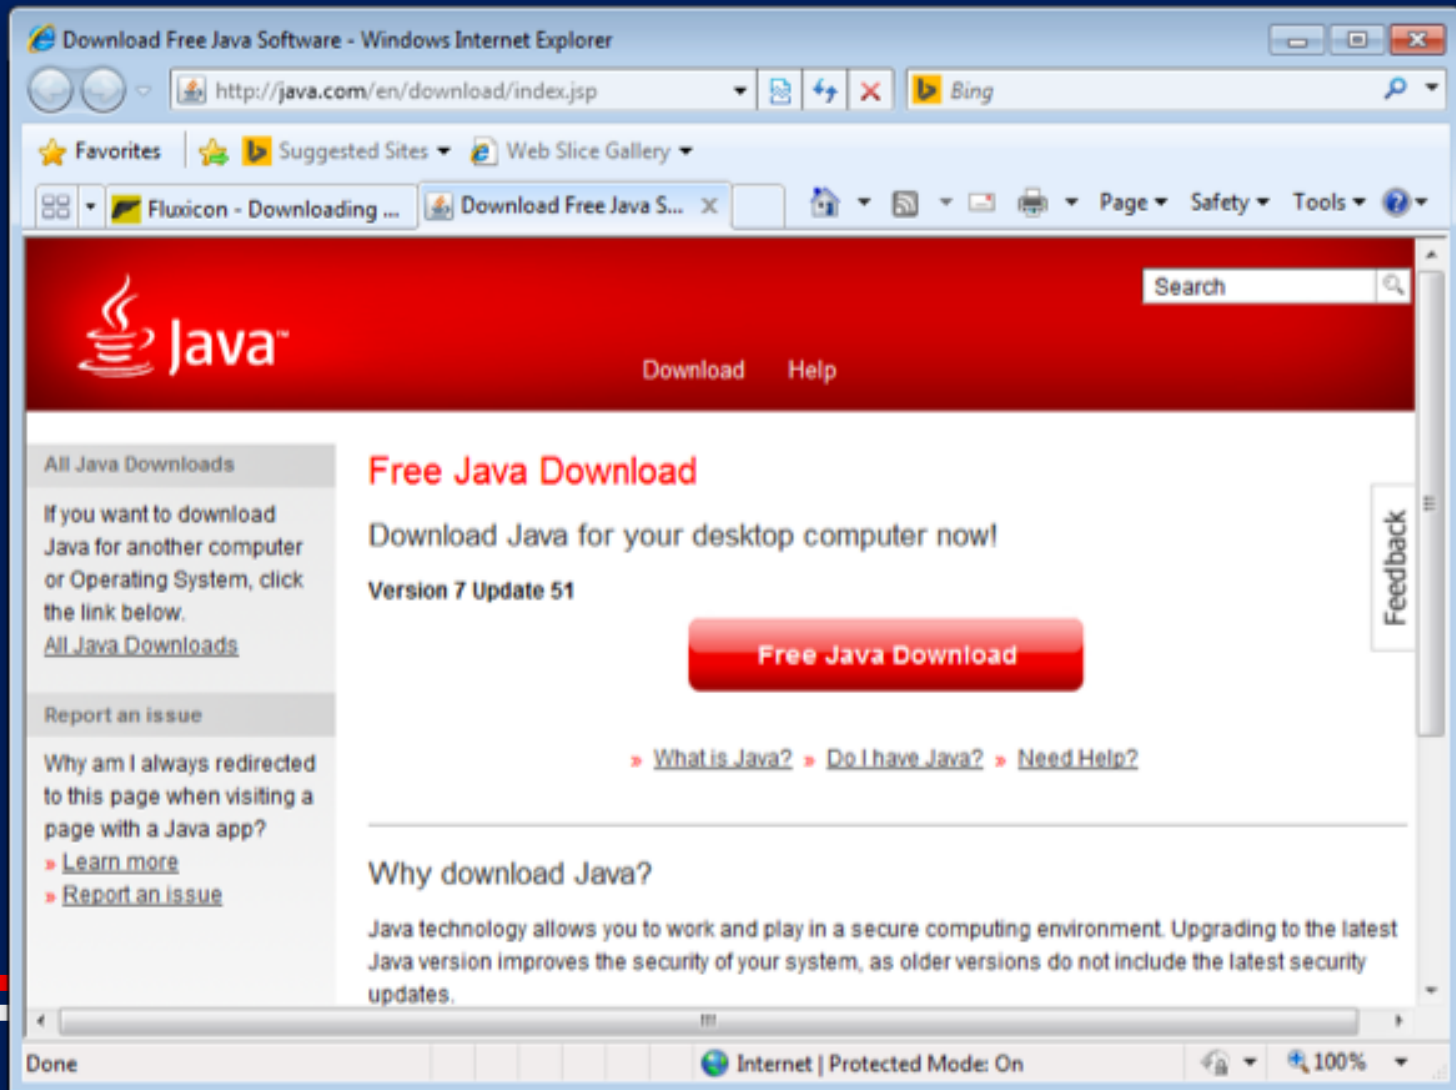 Download Free Java Software - Windows Internet Explorer
http://java.com/en/download/index.jsp
Bing
Favorites
Suggested Sites
Web Slice Gallery
Fluxicon - Downloading ...
Download Free Java S...
Page
Safety
Tools
Search
Java™
Download
Help
All Java Downloads
If you want to download
Java for another computer
or Operating System, click
the link below.
All Java Downloads
Report an issue
Why am I always redirected
to this page when visiting a
page with a Java app?
» Learn more
» Report an issue
Free Java Download
Download Java for your desktop computer now!
Version 7 Update 51
Free Java Download
» What is Java? » Do I have Java? » Need Help?
Why download Java?
Java technology allows you to work and play in a secure computing environment. Upgrading to the latest
Java version improves the security of your system, as older versions do not include the latest security
updates.
Feedback
Done
Internet | Protected Mode: On
100%